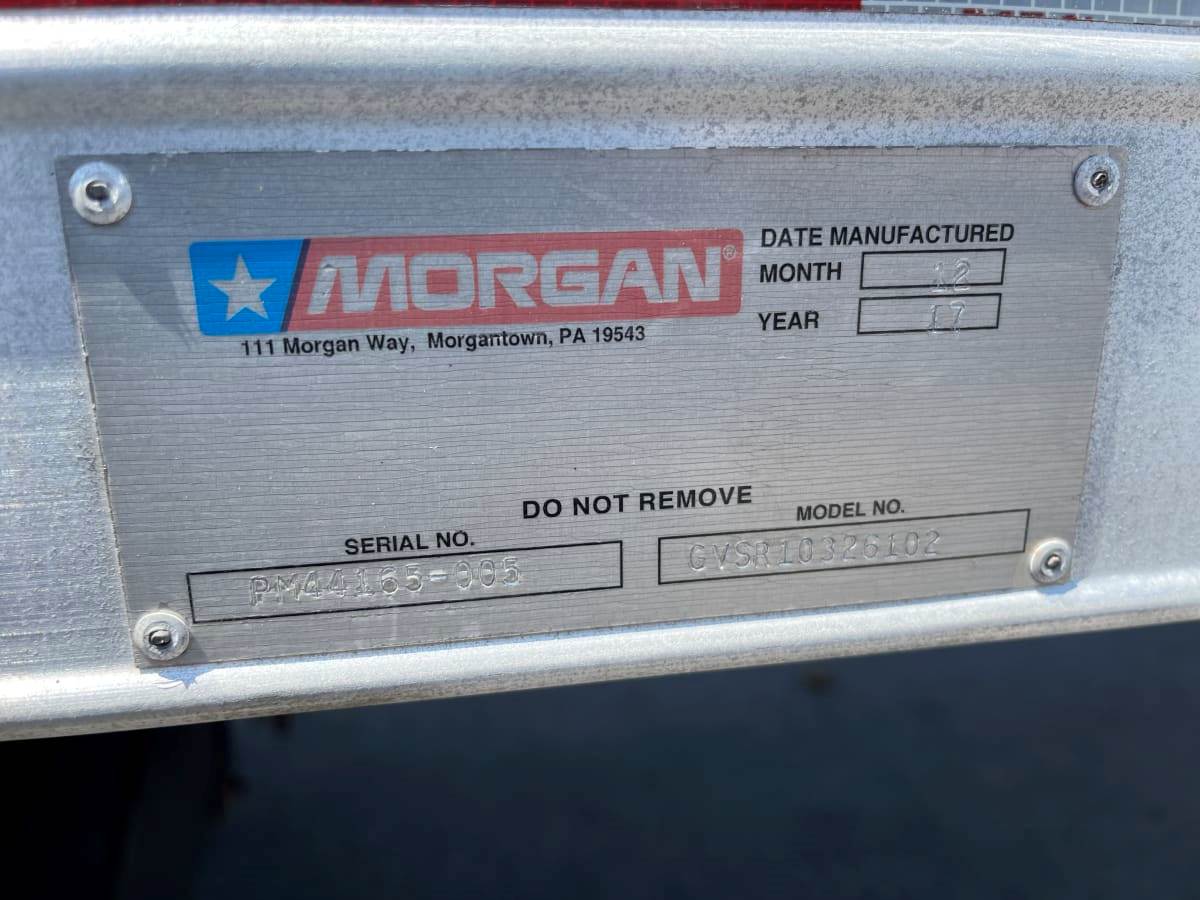 MORGAN®
111 Morgan Way, Morgantown, PA 19543
DATE MANUFACTURED
MONTH 12
YEAR 17
DO NOT REMOVE
SERIAL NO.
PM44165-005
MODEL NO.
GVSR10326102